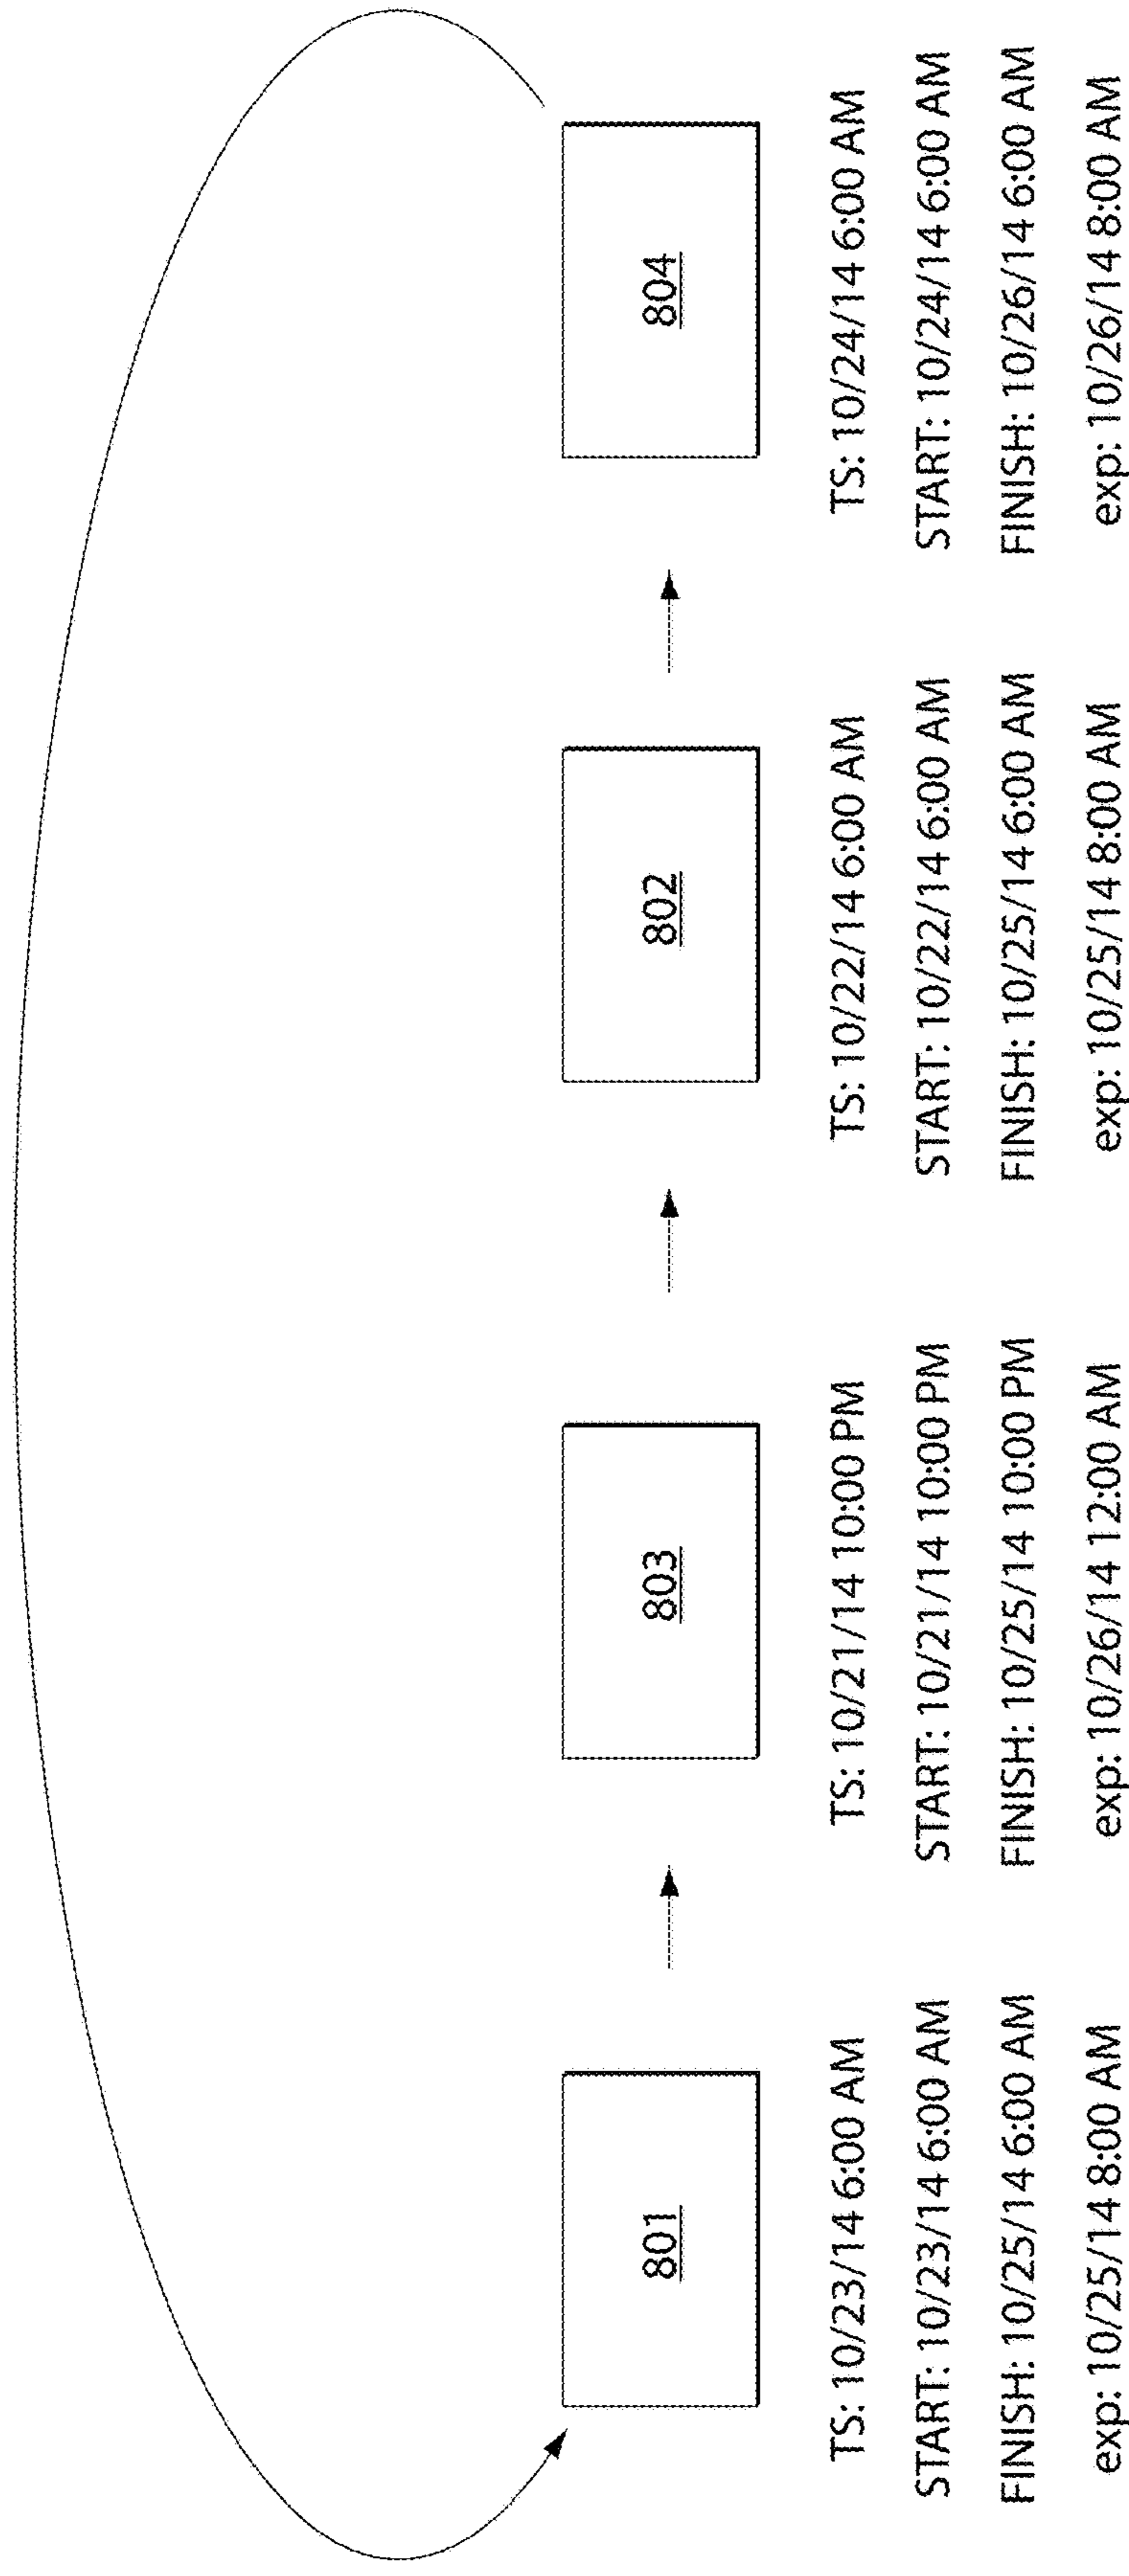 801
TS: 10/23/14 6:00 AM
START: 10/23/14 6:00 AM
FINISH: 10/25/14 6:00 AM
exp: 10/25/14 8:00 AM
803
TS: 10/21/14 10:00 PM
START: 10/21/14 10:00 PM
FINISH: 10/25/14 10:00 PM
exp: 10/26/14 12:00 AM
802
TS: 10/22/14 6:00 AM
START: 10/22/14 6:00 AM
FINISH: 10/25/14 6:00 AM
exp: 10/25/14 8:00 AM
804
TS: 10/24/14 6:00 AM
START: 10/24/14 6:00 AM
FINISH: 10/26/14 6:00 AM
exp: 10/26/14 8:00 AM